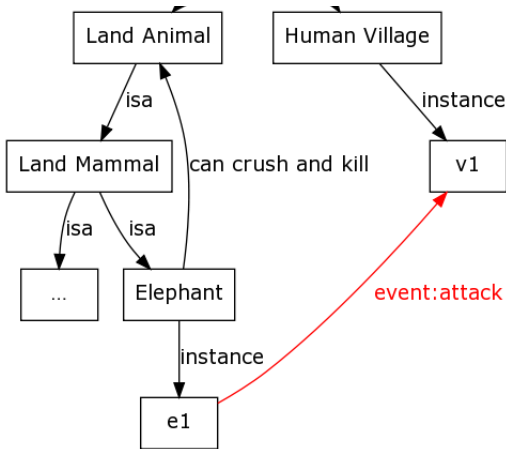 Land Animal
Human Village
isa
instance
Land Mammal
can crush and kill
v1
isa
isa
...
Elephant
event:attack
instance
e1